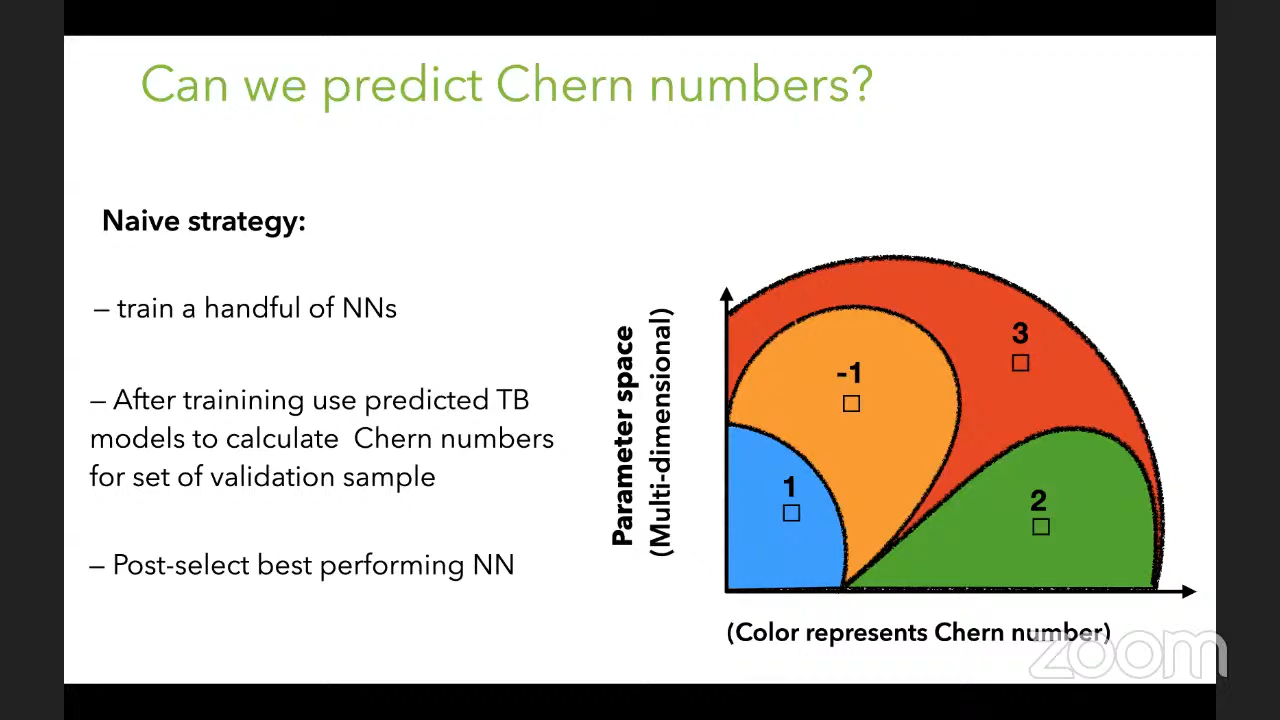 Can we predict Chern numbers?
Naive strategy:
– train a handful of NNs
– After trainining use predicted TB
models to calculate Chern numbers
for set of validation sample
– Post-select best performing NN
Parameter space
(Multi-dimensional)
3
-1
1
2
(Color represents Chern number)
zoom